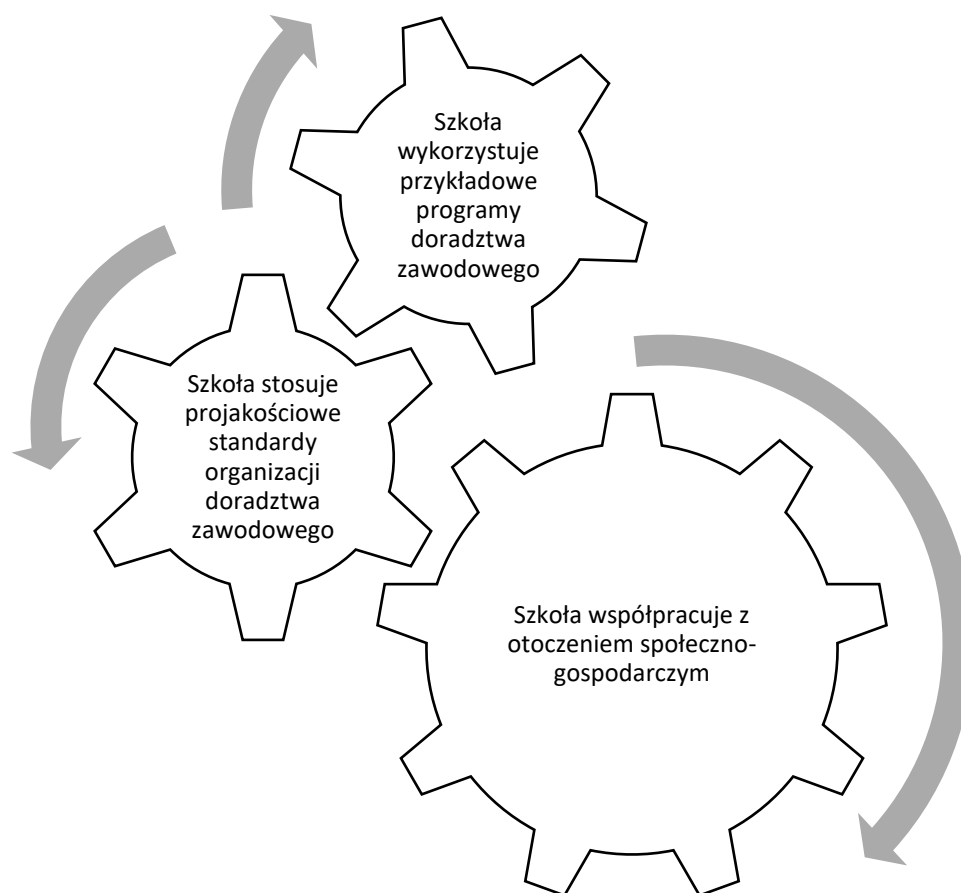 Szkoła
wykorzystuje
przykładowe
programy
doradztwa
zawodowego
Szkoła stosuje
projakościowe
standardy
organizacji
doradztwa
zawodowego
Szkoła współpracuje z
otoczeniem społeczno-
gospodarczym